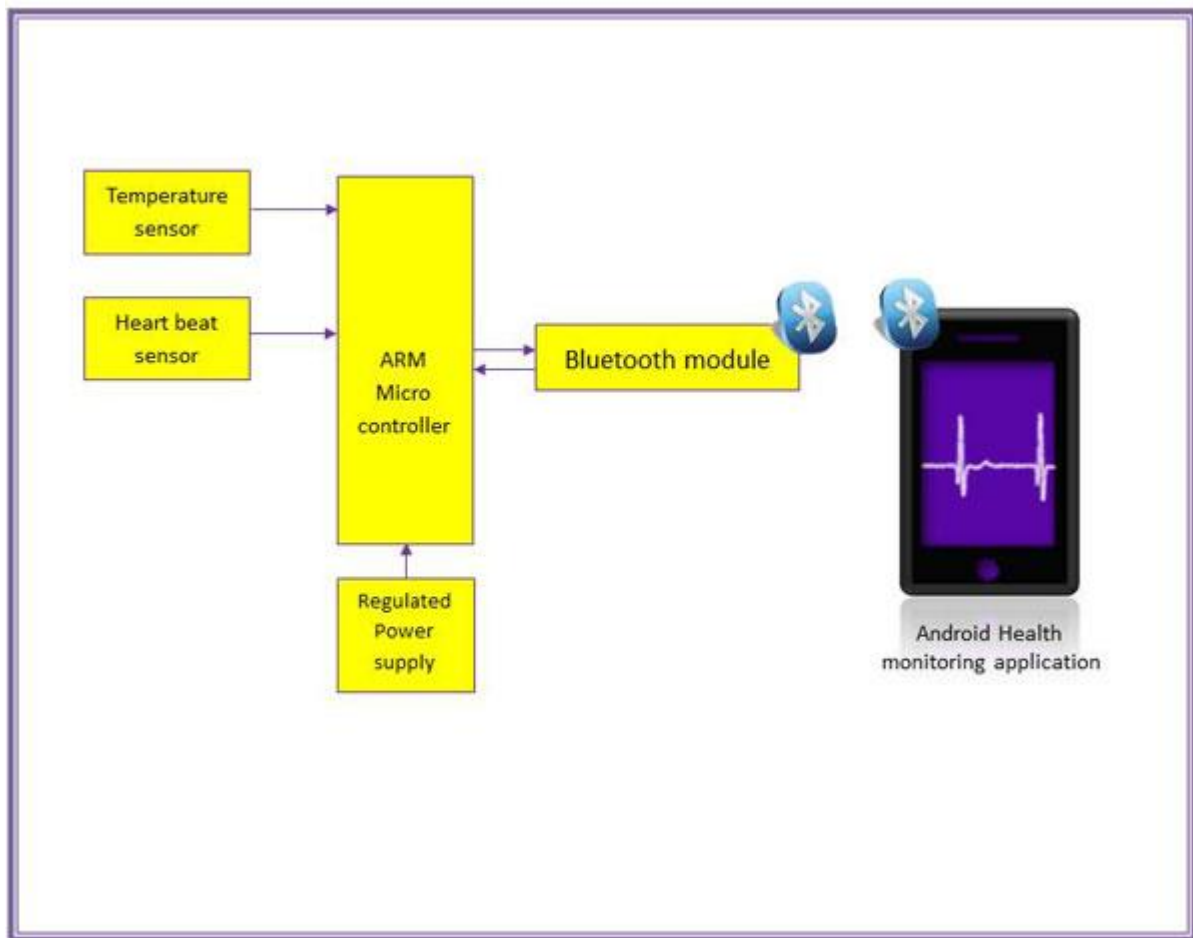 Temperature
sensor
Heart beat
sensor
ARM
Micro
controller
Bluetooth module
Regulated
Power
supply
Android Health
monitoring application